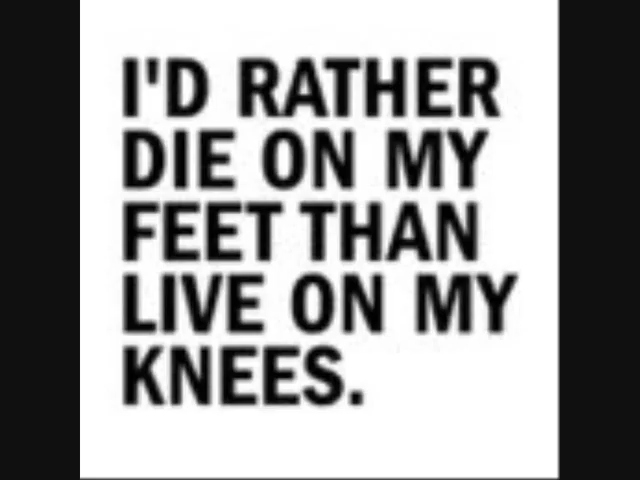 I'D RATHER
DIE ON MY
FEET THAN
LIVE ON MY
KNEES.